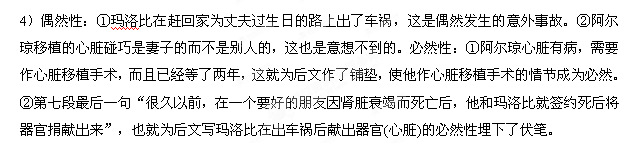 4）偶然性：①玛洛比在赶回家为丈夫过生日的路上出了车祸，这是偶然发生的意外事故。②阿尔
琼移植的心脏碰巧是妻子的而不是别人的，这也是意想不到的。必然性：①阿尔琼心脏有病，需要
作心脏移植手术，而且已经等了两年，这就为后文作了铺垫，使他作心脏移植手术的情节成为必然。
②第七段最后一句“很久以前，在一个要好的朋友因肾脏衰竭而死亡后，他和玛洛比就签约死后将
器官捐献出来”，也就为后文写玛洛比在出车祸后献出器官(心脏)的必然性埋下了伏笔。